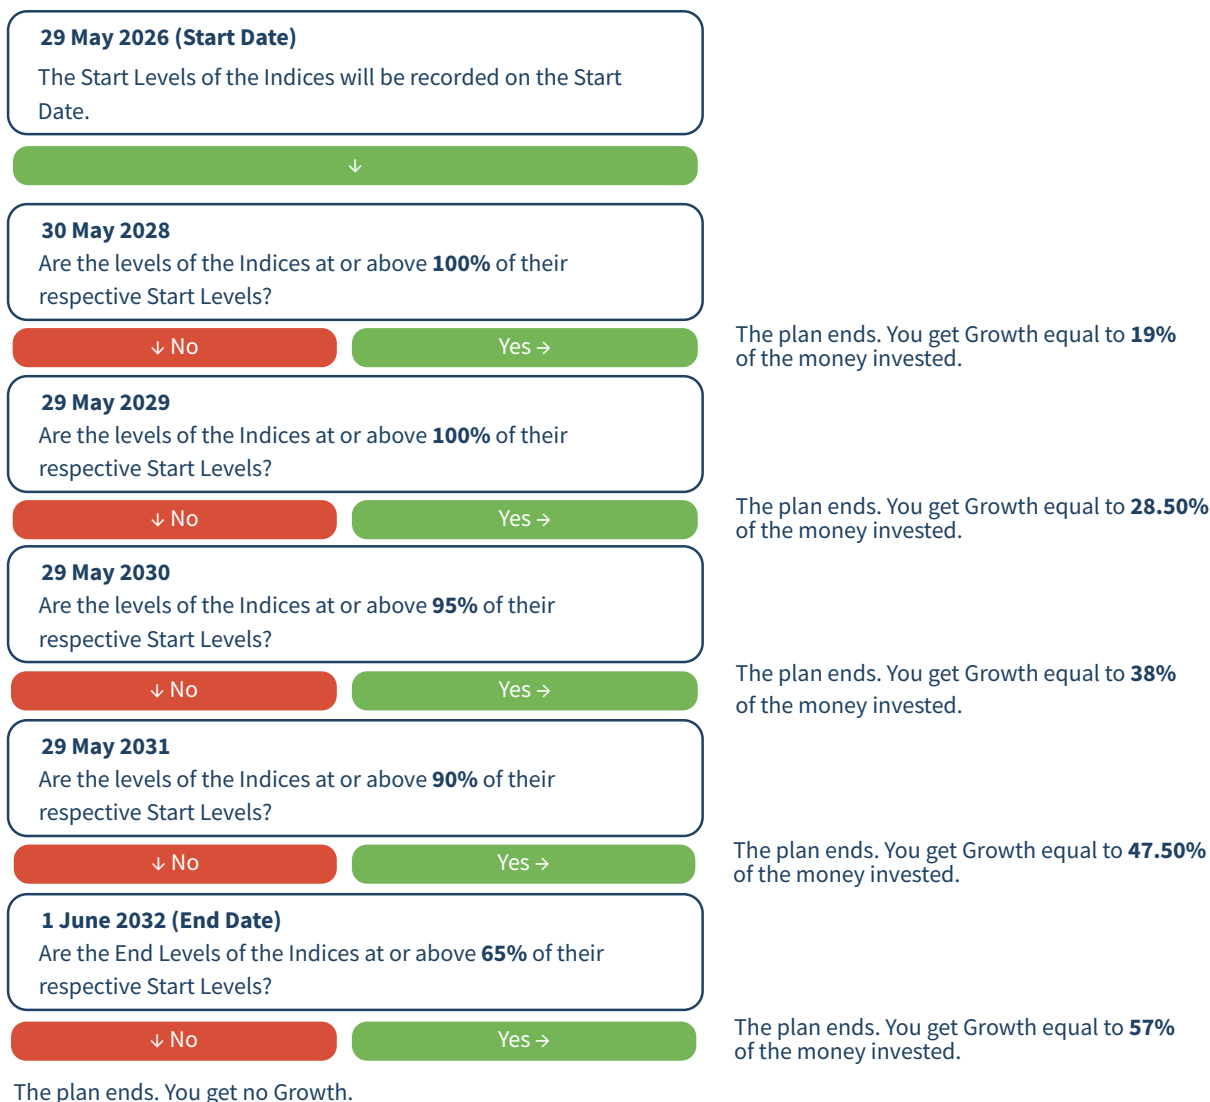 29 May 2026 (Start Date)
The Start Levels of the Indices will be recorded on the Start
Date.
↓
30 May 2028
Are the levels of the Indices at or above 100% of their
respective Start Levels?
↓ No
Yes →
The plan ends. You get Growth equal to 19%
of the money invested.
29 May 2029
Are the levels of the Indices at or above 100% of their
respective Start Levels?
↓ No
Yes →
The plan ends. You get Growth equal to 28.50%
of the money invested.
29 May 2030
Are the levels of the Indices at or above 95% of their
respective Start Levels?
↓ No
Yes →
The plan ends. You get Growth equal to 38%
of the money invested.
29 May 2031
Are the levels of the Indices at or above 90% of their
respective Start Levels?
↓ No
Yes →
The plan ends. You get Growth equal to 47.50%
of the money invested.
1 June 2032 (End Date)
Are the End Levels of the Indices at or above 65% of their
respective Start Levels?
↓ No
Yes →
The plan ends. You get Growth equal to 57%
of the money invested.
The plan ends. You get no Growth.